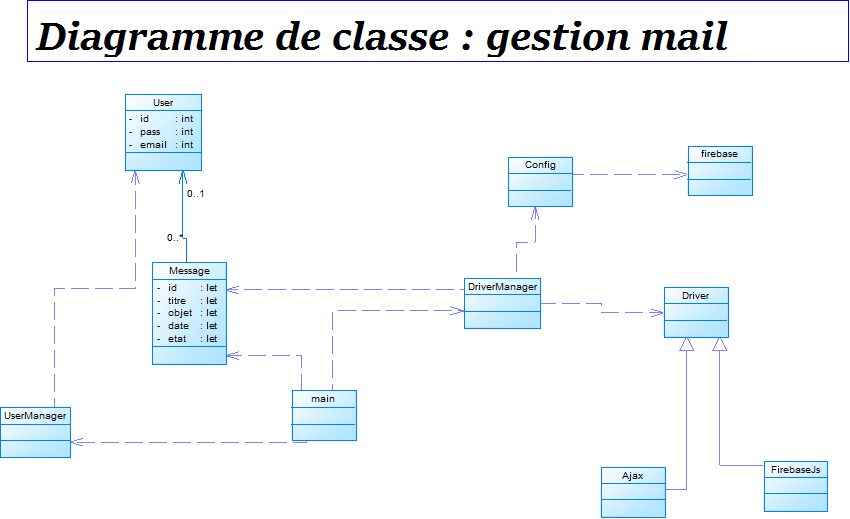 Diagramme de classe : gestion mail
User
- id : int
- pass : int
- email : int
0..1
0..*
Message
- id : let
- titre : let
- objet : let
- date : let
- etat : let
Config
firebase
DriverManager
Driver
main
UserManager
Ajax
FirebaseJs